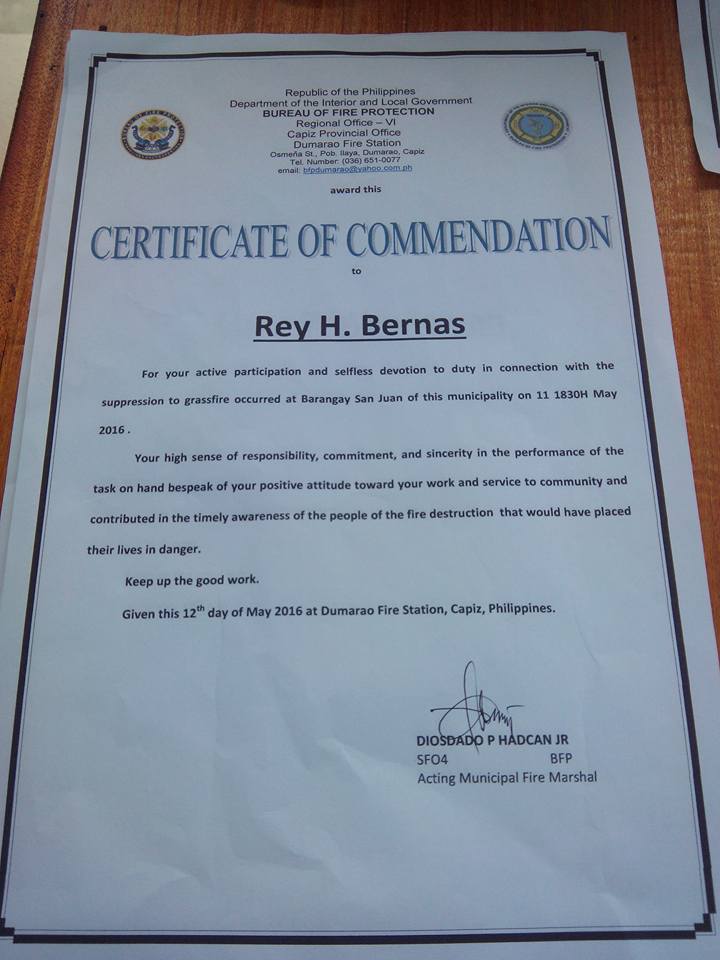 Republic of the Philippines
Department of the Interior and Local Government
BUREAU OF FIRE PROTECTION
Regional Office – VI
Capiz Provincial Office
Dumarao Fire Station
Osmeña St., Pob. Ilaya, Dumarao, Capiz
Tel. Number: (036) 651-0077
email: bfpdumarao@yahoo.com.ph
award this
CERTIFICATE OF COMMENDATION
to
Rey H. Bernas
For your active participation and selfless devotion to duty in connection with the
suppression to grassfire occurred at Barangay San Juan of this municipality on 11 1830H May
2016 .
Your high sense of responsibility, commitment, and sincerity in the performance of the
task on hand bespeak of your positive attitude toward your work and service to community and
contributed in the timely awareness of the people of the fire destruction that would have placed
their lives in danger.
Keep up the good work.
Given this 12th day of May 2016 at Dumarao Fire Station, Capiz, Philippines.
DIOSDADO P HADCAN JR
SFO4 BFP
Acting Municipal Fire Marshal